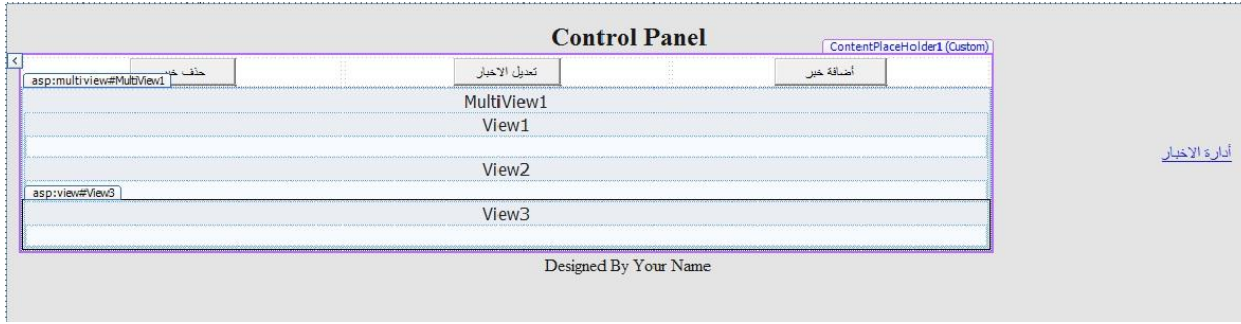 Control Panel
ContentPlaceHolder1 (Custom)
أضافة خبر
تعديل الاخبار
حذف
asp:multiview#MultiView1
MultiView1
View1
أدارة الاخبار
View2
asp:view#View3
View3
Designed By Your Name